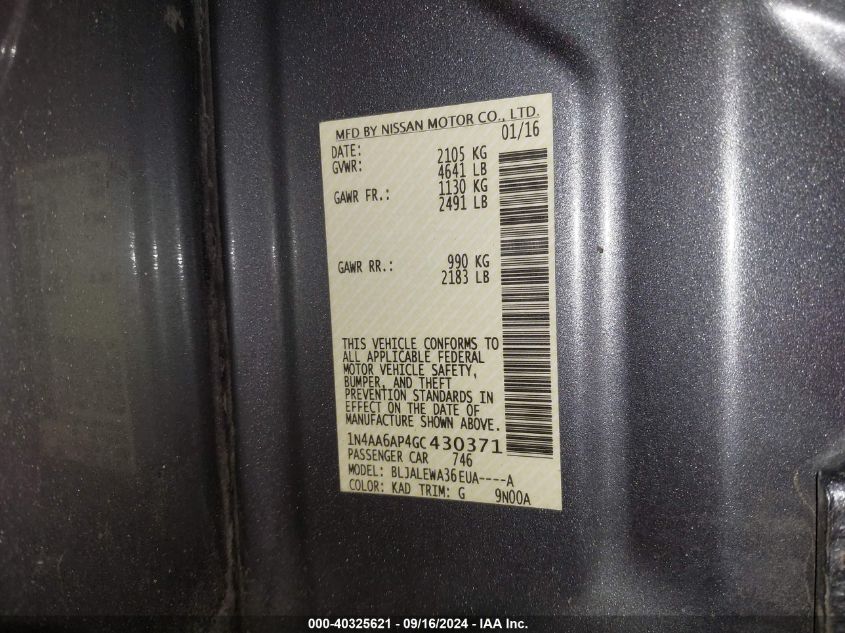 MFD BY NISSAN MOTOR CO., LTD.
DATE: 01/16
GVWR: 2105 KG
4641 LB
GAWR FR.: 1130 KG
2491 LB
GAWR RR.: 990 KG
2183 LB
THIS VEHICLE CONFORMS TO
ALL APPLICABLE FEDERAL
MOTOR VEHICLE SAFETY,
BUMPER, AND THEFT
PREVENTION STANDARDS IN
EFFECT ON THE DATE OF
MANUFACTURE SHOWN ABOVE.
1N4AA6AP4GC430371
PASSENGER CAR 746
MODEL: BLJALEWA36EUA----A
COLOR: KAD TRIM: G 9N00A
000-40325621 - 09/16/2024 - IAA Inc.